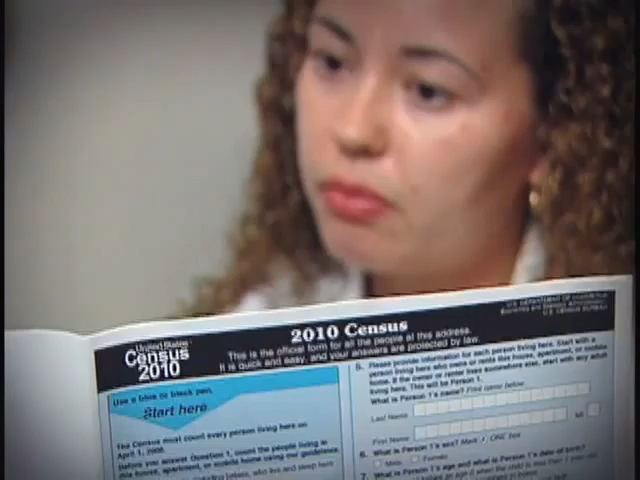 United States
Census
2010
2010 Census
This is the official form for all the people at this address.
It is quick and easy, and your answers are protected by law.
U.S. DEPARTMENT OF COMMERCE
U.S. CENSUS BUREAU
Use a blue or black pen.
Start here
The Census must count every person living here on
April 1, 2008.
Before you answer Question 1, count the people living in
this house, apartment, or mobile home using our guidelines.
5. Please provide information for each person living here. Start with a
person living here who owns or rents this house, apartment, or mobile
home. If the owner or renter lives somewhere else, start with any adult
living here. This will be Person 1.
What is Person 1's name? Print name below.
Last Name
First Name
MI
6. What is Person 1's sex? Mark ONE box.
Male
Female
7. What is Person 1's age and what is Person 1's date of birth?